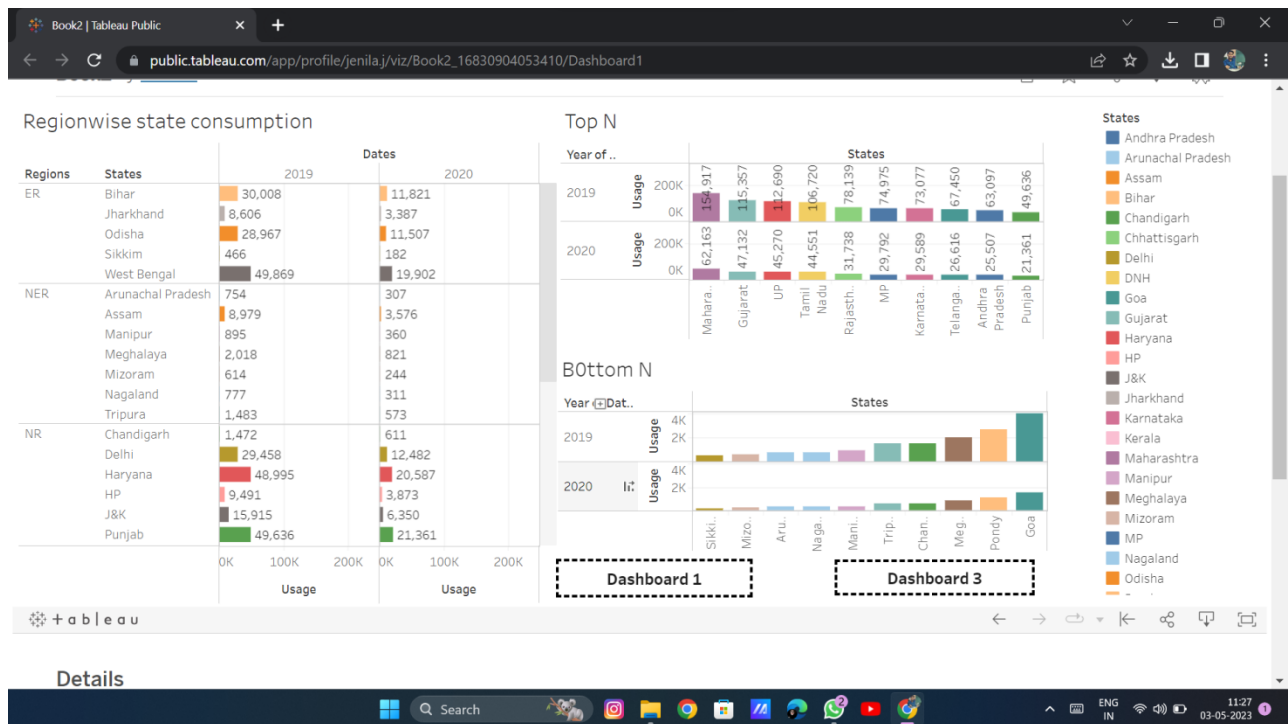 Book2 | Tableau Public
public.tableau.com/app/profile/jenila.j/viz/Book2_16830904053410/Dashboard1
Regionwise state consumption
Dates
Regions States 2019 2020
ER Bihar 30,008 11,821
Jharkhand 8,606 3,387
Odisha 28,967 11,507
Sikkim 466 182
West Bengal 49,869 19,902
NER Arunachal Pradesh 754 307
Assam 8,979 3,576
Manipur 895 360
Meghalaya 2,018 821
Mizoram 614 244
Nagaland 777 311
Tripura 1,483 573
NR Chandigarh 1,472 611
Delhi 29,458 12,482
Haryana 48,995 20,587
HP 9,491 3,873
J&K 15,915 6,350
Punjab 49,636 21,361
0K 100K 200K 0K 100K 200K
Usage Usage
Top N
Year of .. States
2019 Usage 200K 0K 154,917 115,357 112,690 106,720 78,139 74,975 73,077 67,450 63,097 49,636
2020 Usage 200K 0K 62,163 47,132 45,270 44,551 31,738 29,792 29,589 26,616 25,507 21,361
Mahara.. Gujarat UP Tamil Nadu Rajasth.. MP Karnata.. Telanga.. Andhra Pradesh Punjab
B0ttom N
Year Dat.. States
2019 Usage 4K 2K
2020 Usage 4K 2K
Sikki.. Mizo.. Aru.. Naga.. Mani.. Trip.. Chan.. Meg.. Pondy Goa
Dashboard 1 Dashboard 3
States
Andhra Pradesh
Arunachal Pradesh
Assam
Bihar
Chandigarh
Chhattisgarh
Delhi
DNH
Goa
Gujarat
Haryana
HP
J&K
Jharkhand
Karnataka
Kerala
Maharashtra
Manipur
Meghalaya
Mizoram
MP
Nagaland
Odisha
+ a b | e a u
Details
Search
2
ENG
IN
11:27
03-05-2023
1